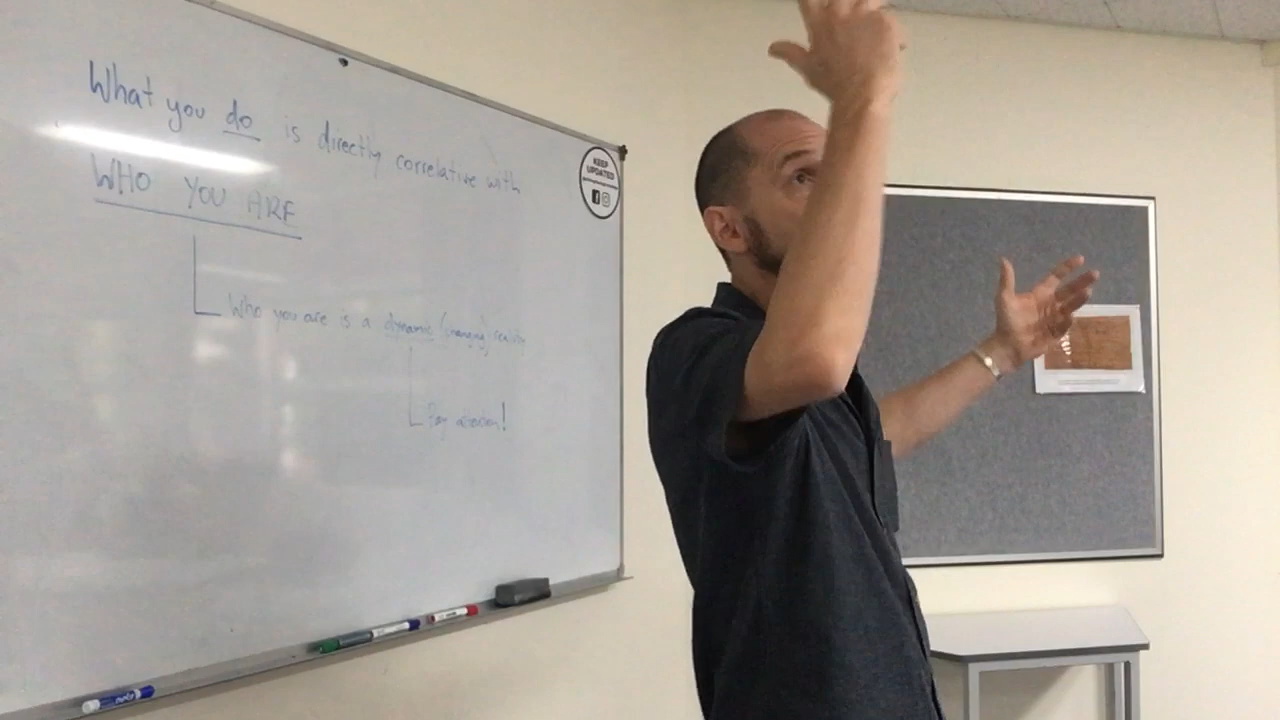 What you do is directly correlative with
WHO YOU ARE
Who you are is a dynamic (changing) reality
Pay attention!
KEEP
UPDATED